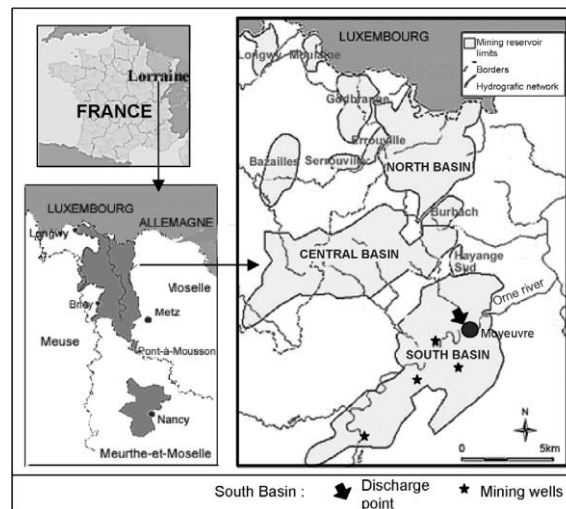 Lorraine
FRANCE
LUXEMBOURG
ALLEMAGNE
Longwy
Moselle
Briey
Metz
Meuse
Pont-à-Mousson
Nancy
Meurthe-et-Moselle
LUXEMBOURG
Mining reservoir
limits
Borders
Hydrografic network
Longwy
Moulaine
Godbrange
Errouville
Serrouville
Bazailles
NORTH BASIN
Burbach
CENTRAL BASIN
Hayange
Sud
Orne river
Moyeuvre
SOUTH BASIN
N
0
5km
South Basin :
Discharge
point
Mining wells